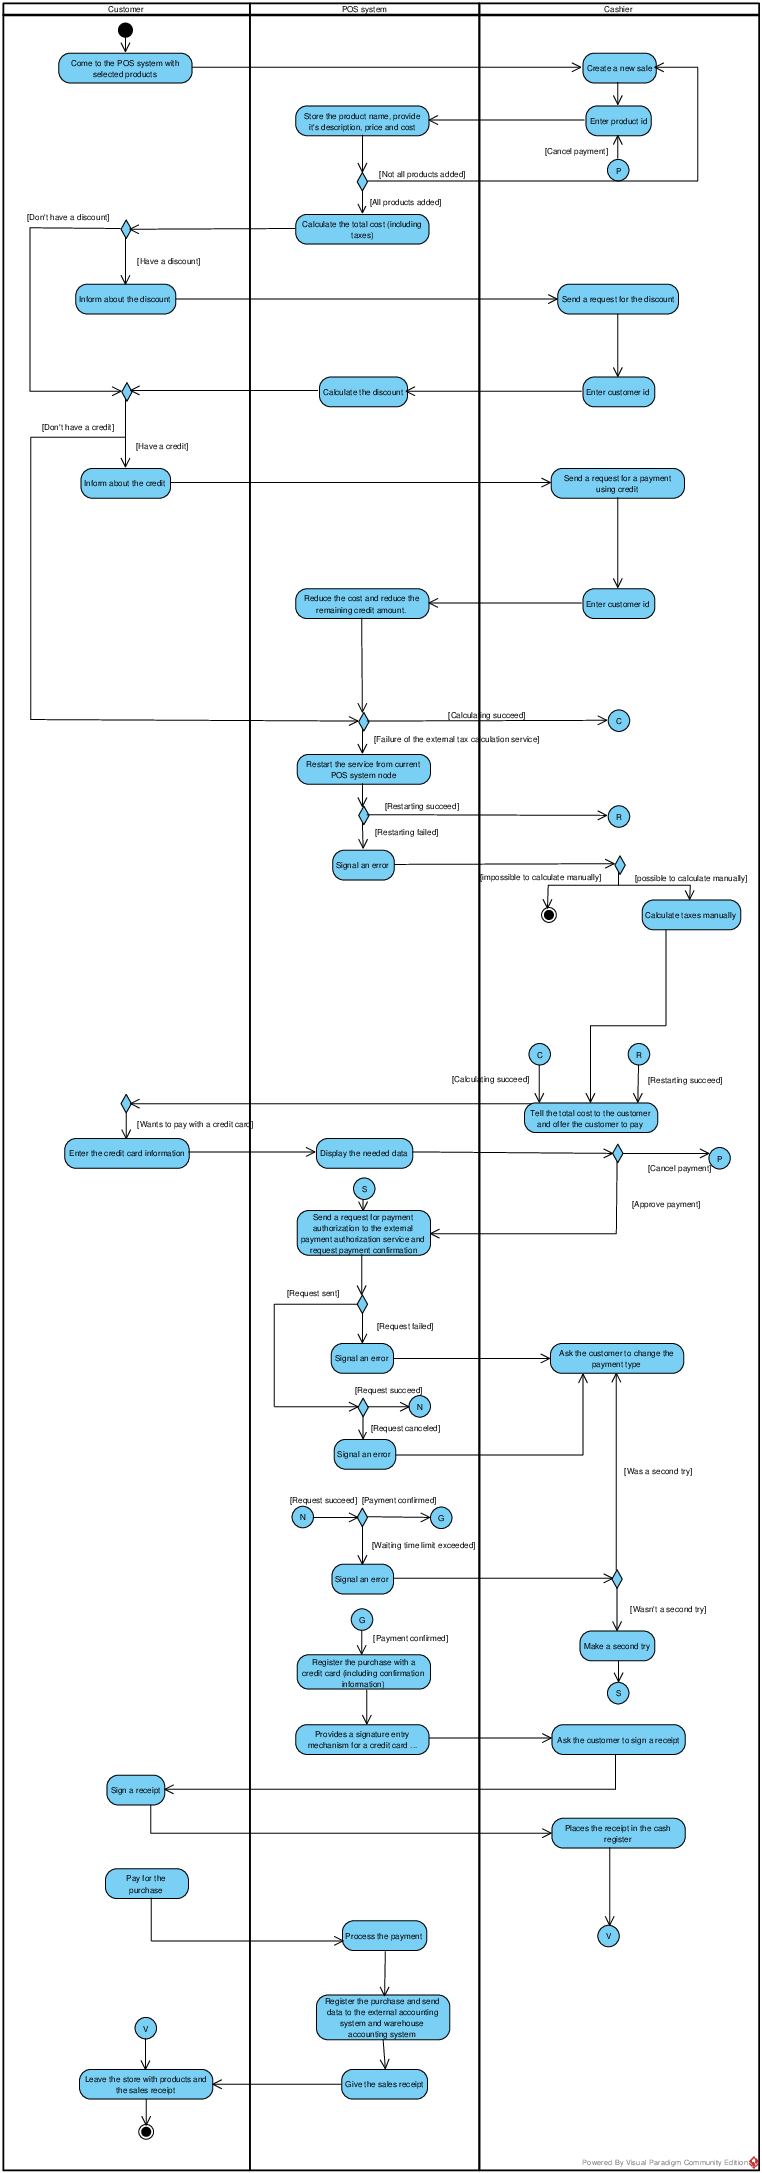 Customer
POS system
Cashier
Come to the POS system with
selected products
Create a new sale
Store the product name, provide
it's description, price and cost
Enter product id
[Cancel payment]
P
[Not all products added]
[All products added]
[Don't have a discount]
Calculate the total cost (including
taxes)
[Have a discount]
Inform about the discount
Send a request for the discount
Calculate the discount
Enter customer id
[Don't have a credit]
[Have a credit]
Inform about the credit
Send a request for a payment
using credit
Reduce the cost and reduce the
remaining credit amount.
Enter customer id
[Calculating succeed]
C
[Failure of the external tax calculation service]
Restart the service from current
POS system node
[Restarting succeed]
R
[Restarting failed]
Signal an error
[impossible to calculate manually]
[possible to calculate manually]
Calculate taxes manually
C
R
[Calculating succeed]
[Restarting succeed]
Tell the total cost to the customer
and offer the customer to pay
[Wants to pay with a credit card]
Enter the credit card information
Display the needed data
P
[Cancel payment]
S
[Approve payment]
Send a request for payment
authorization to the external
payment authorization service and
request payment confirmation
[Request sent]
[Request failed]
Signal an error
Ask the customer to change the
payment type
[Request succeed]
N
[Request canceled]
Signal an error
[Was a second try]
[Request succeed]
[Payment confirmed]
N
G
[Waiting time limit exceeded]
Signal an error
[Wasn't a second try]
G
[Payment confirmed]
Make a second try
Register the purchase with a
credit card (including confirmation
information)
S
Provides a signature entry
mechanism for a credit card ...
Ask the customer to sign a receipt
Sign a receipt
Places the receipt in the cash
register
Pay for the
purchase
Process the payment
V
Register the purchase and send
data to the external accounting
system and warehouse
accounting system
V
Leave the store with products and
the sales receipt
Give the sales receipt
Powered By Visual Paradigm Community Edition